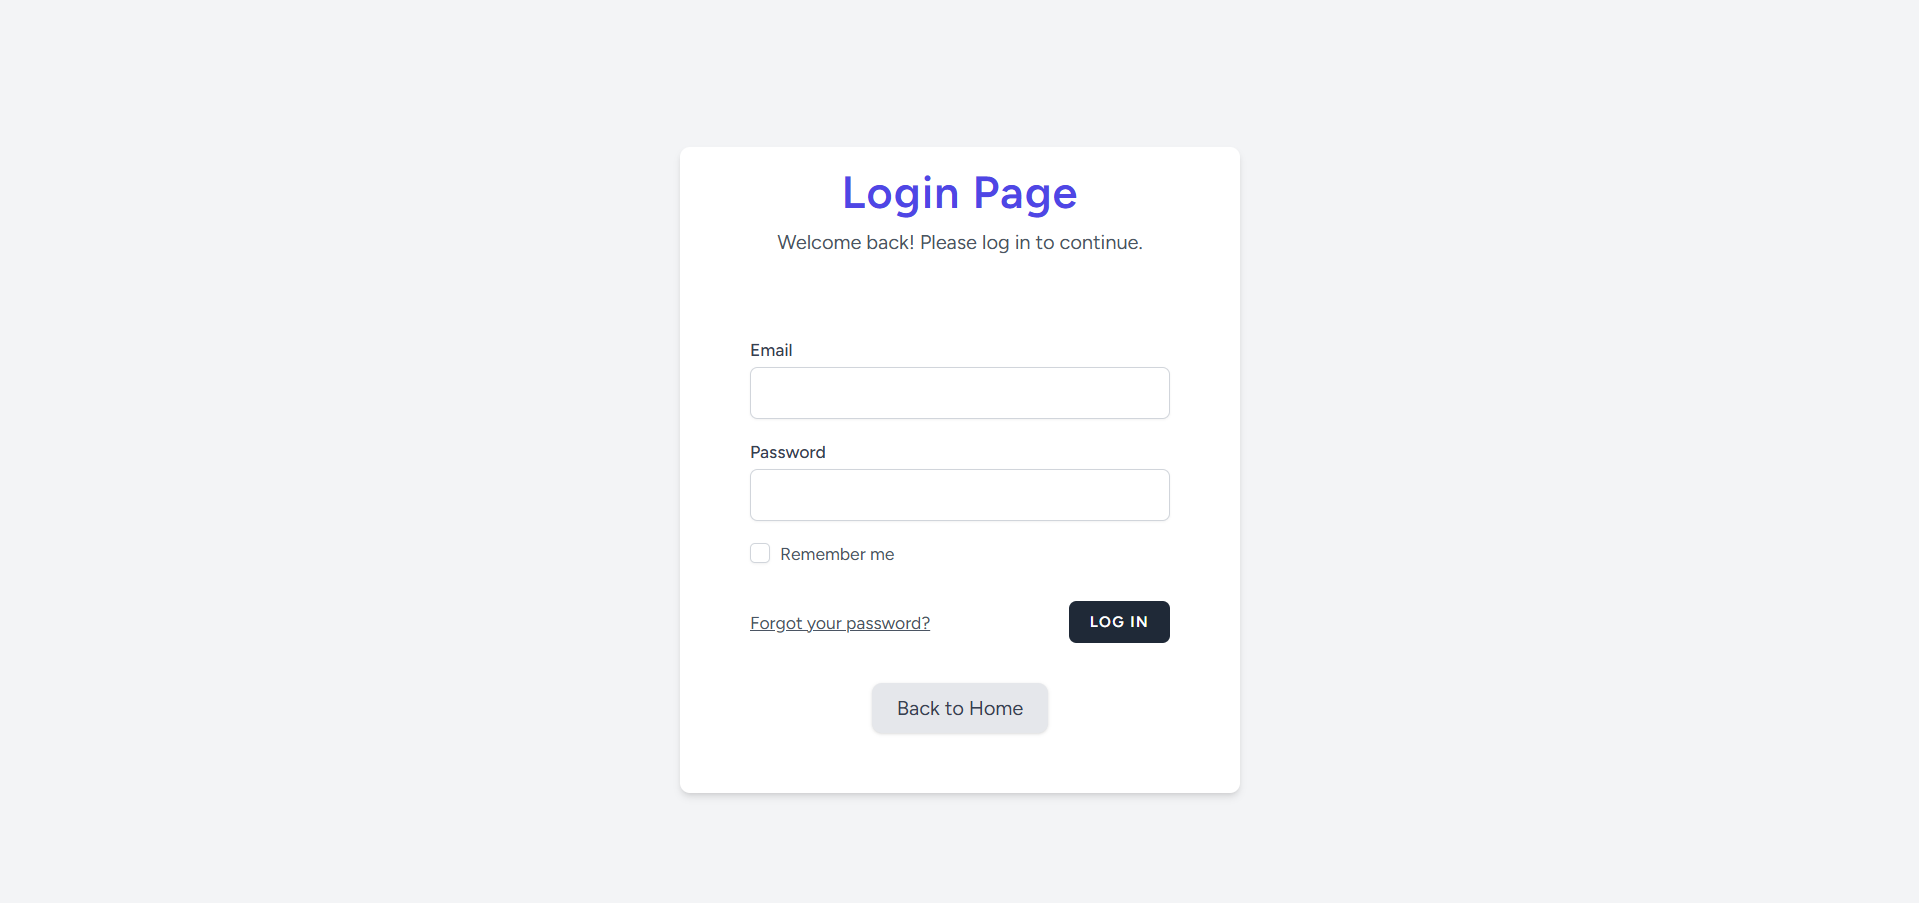 Login Page
Welcome back! Please log in to continue.
Email
Password
Remember me
Forgot your password?
LOG IN
Back to Home